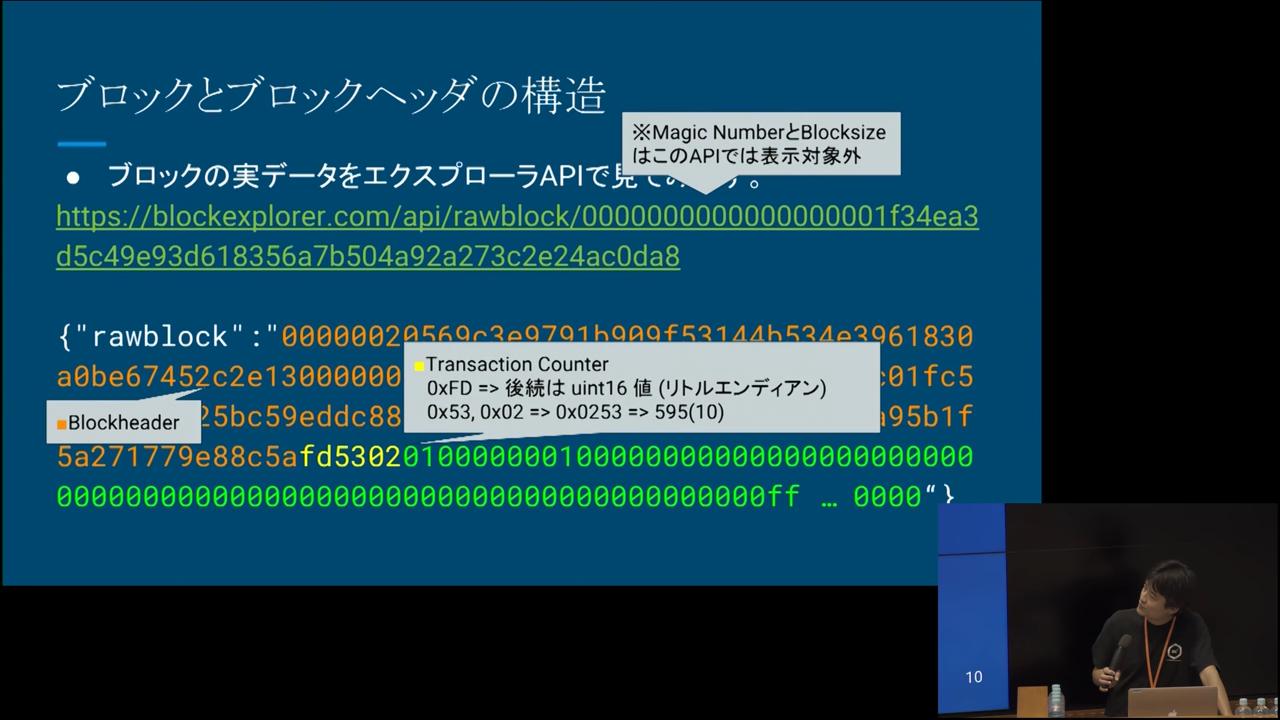 ブロックとブロックヘッダの構造
※Magic NumberとBlocksize
はこのAPIでは表示対象外
● ブロックの実データをエクスプローラAPIで見て
https://blockexplorer.com/api/rawblock/0000000000000000001f34ea3
d5c49e93d618356a7b504a92a273c2e24ac0da8
{"rawblock":"00000020569c3e9791b909f53144b534e3961830
a0be67452c2e13000000
c01fc5
■Transaction Counter
0xFD => 後続は uint16 値 (リトルエンディアン)
0x53, 0x02 => 0x0253 => 595(10)
■Blockheader
25bc59eddc88
a95b1f
5a271779e88c5afd53020100000001000000000000000000000000
000000000000000000000000000000000000000000ff … 0000“}
10